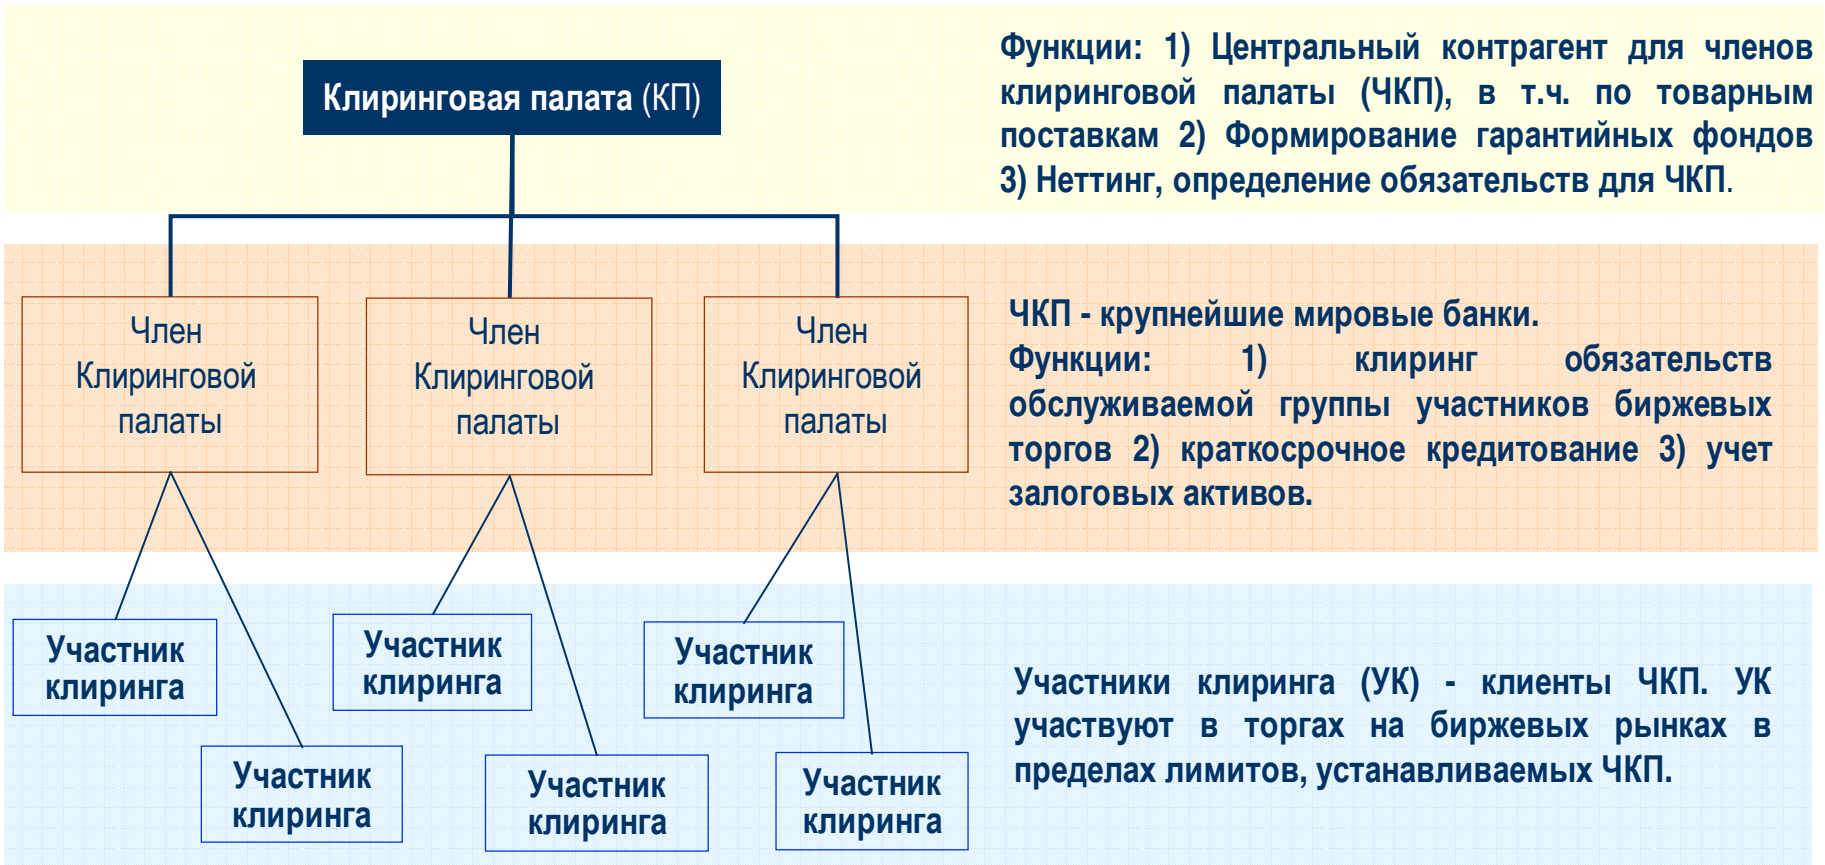 Клиринговая палата (КП)
Функции: 1) Центральный контрагент для членов
клиринговой палаты (ЧКП), в т.ч. по товарным
поставкам 2) Формирование гарантийных фондов
3) Неттинг, определение обязательств для ЧКП.
Член
Клиринговой
палаты
Член
Клиринговой
палаты
Член
Клиринговой
палаты
ЧКП - крупнейшие мировые банки.
Функции: 1) клиринг обязательств
обслуживаемой группы участников биржевых
торгов 2) краткосрочное кредитование 3) учет
залоговых активов.
Участник
клиринга
Участник
клиринга
Участник
клиринга
Участник
клиринга
Участник
клиринга
Участник
клиринга
Участники клиринга (УК) - клиенты ЧКП. УК
участвуют в торгах на биржевых рынках в
пределах лимитов, устанавливаемых ЧКП.